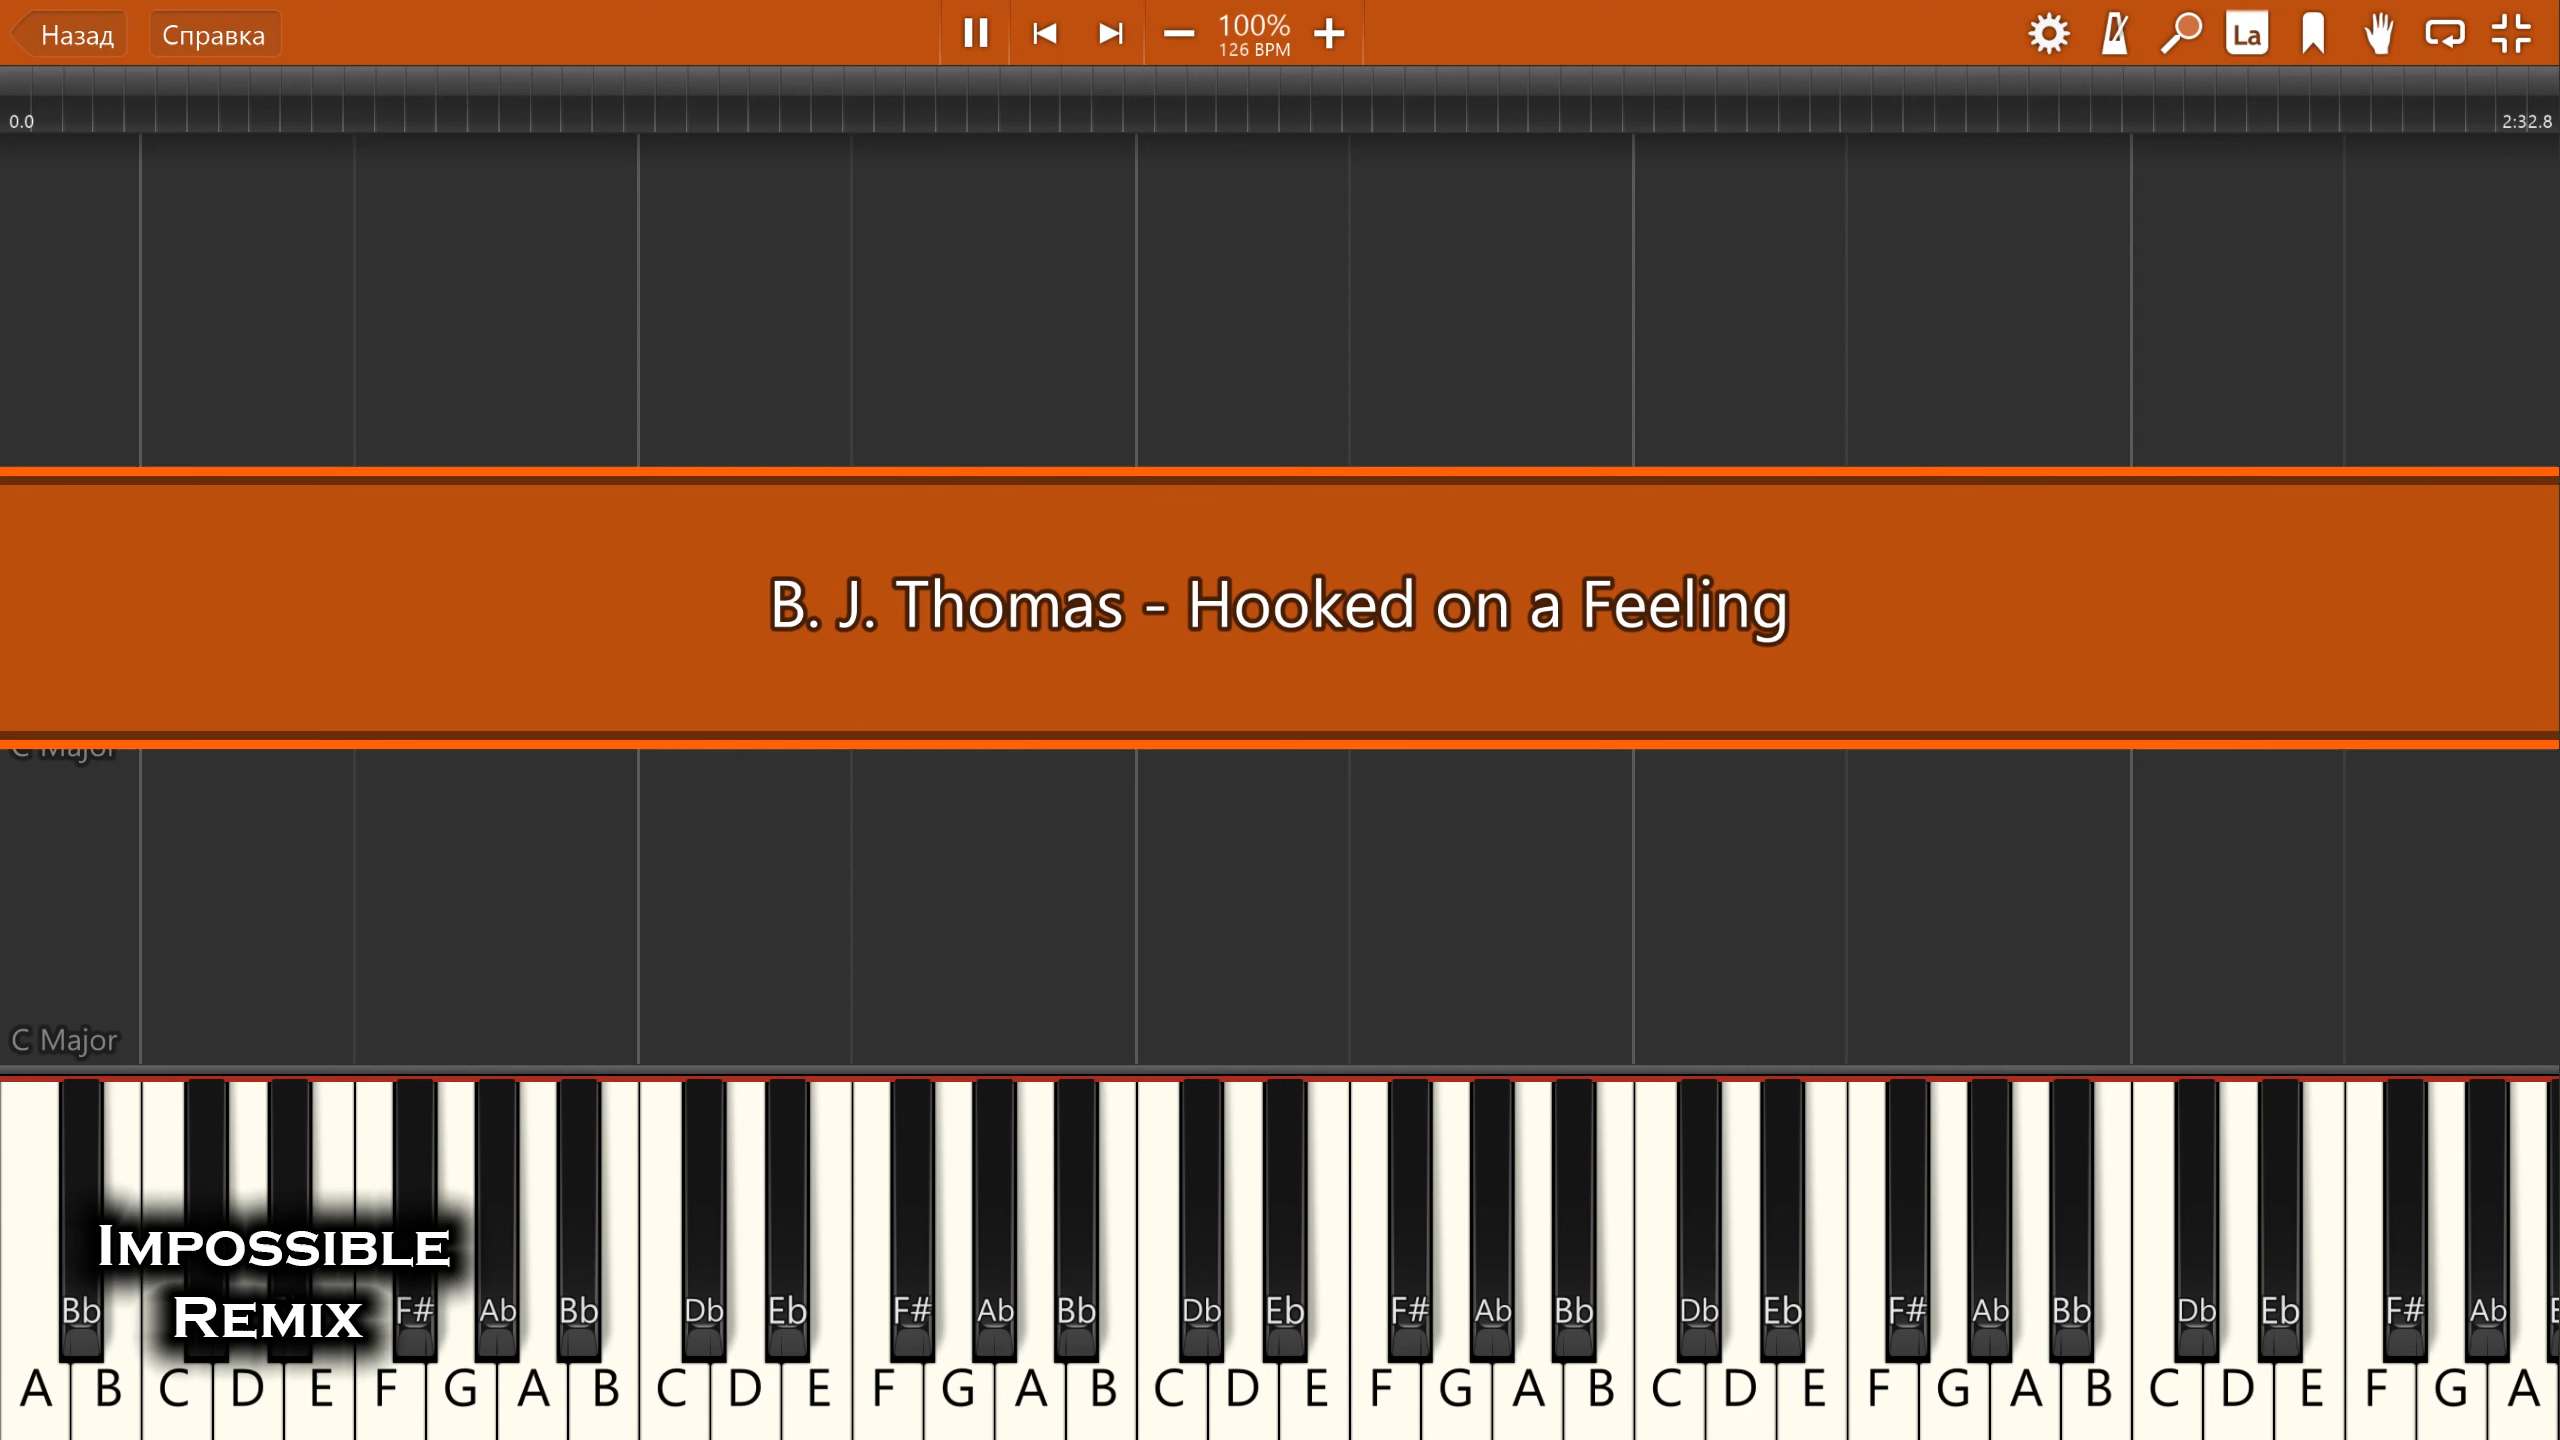 Назад Справка 100% La
126 BPM
0.0 2:32.8
B. J. Thomas - Hooked on a Feeling
C Major
C Major
Impossible
Remix
Bb F# Ab Bb Db Eb F# Ab Bb Db Eb F# Ab Bb Db Eb F# Ab Bb Db Eb F# Ab
A B C D E F G A B C D E F G A B C D E F G A B C D E F G A B C D E F G A